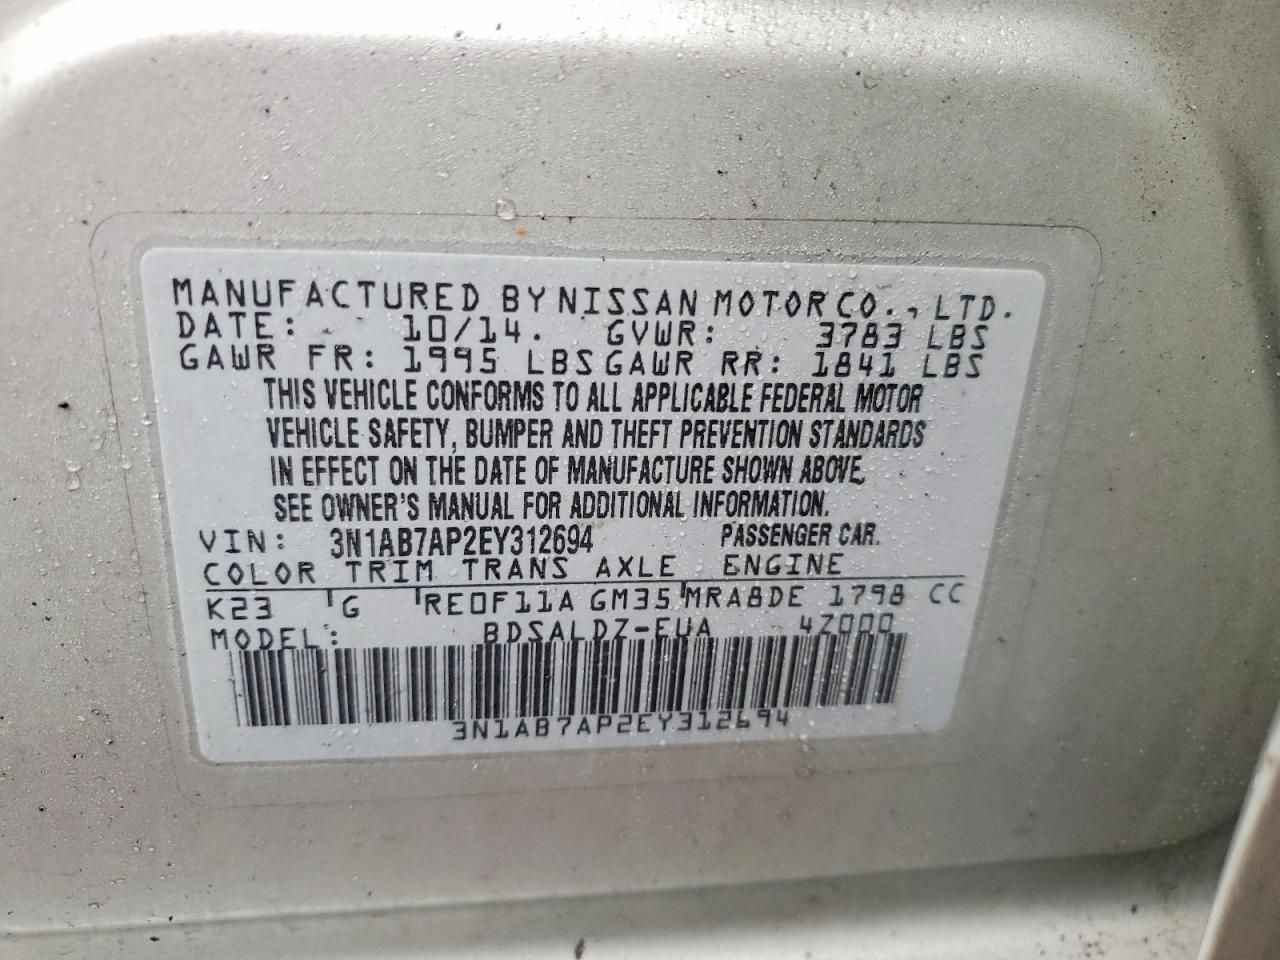 MANUFACTURED BY NISSAN MOTOR CO., LTD.
DATE: 10/14. GVWR: 3783 LBS
GAWR FR: 1995 LBS GAWR RR: 1841 LBS
THIS VEHICLE CONFORMS TO ALL APPLICABLE FEDERAL MOTOR
VEHICLE SAFETY, BUMPER AND THEFT PREVENTION STANDARDS
IN EFFECT ON THE DATE OF MANUFACTURE SHOWN ABOVE.
SEE OWNER'S MANUAL FOR ADDITIONAL INFORMATION.
VIN: 3N1AB7AP2EY312694 PASSENGER CAR.
COLOR TRIM TRANS AXLE ENGINE
K23 G RE0F11A GM35 MRA8DE 1798 CC
MODEL: BDSALDZ-EUA 4Z000
3N1AB7AP2EY312694